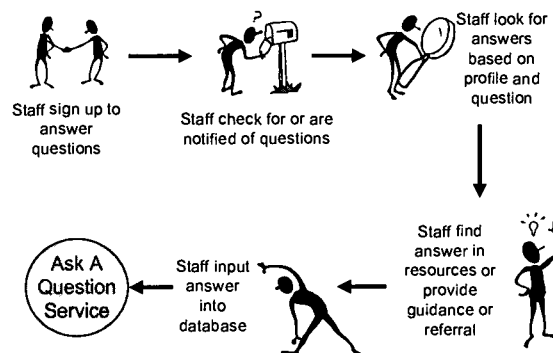 Staff sign up to
answer
questions
?
Staff check for or are
notified of questions
Staff look for
answers
based on
profile and
question
Staff find
answer in
resources or
provide
guidance or
referral
Staff input
answer
into
database
Ask A
Question
Service